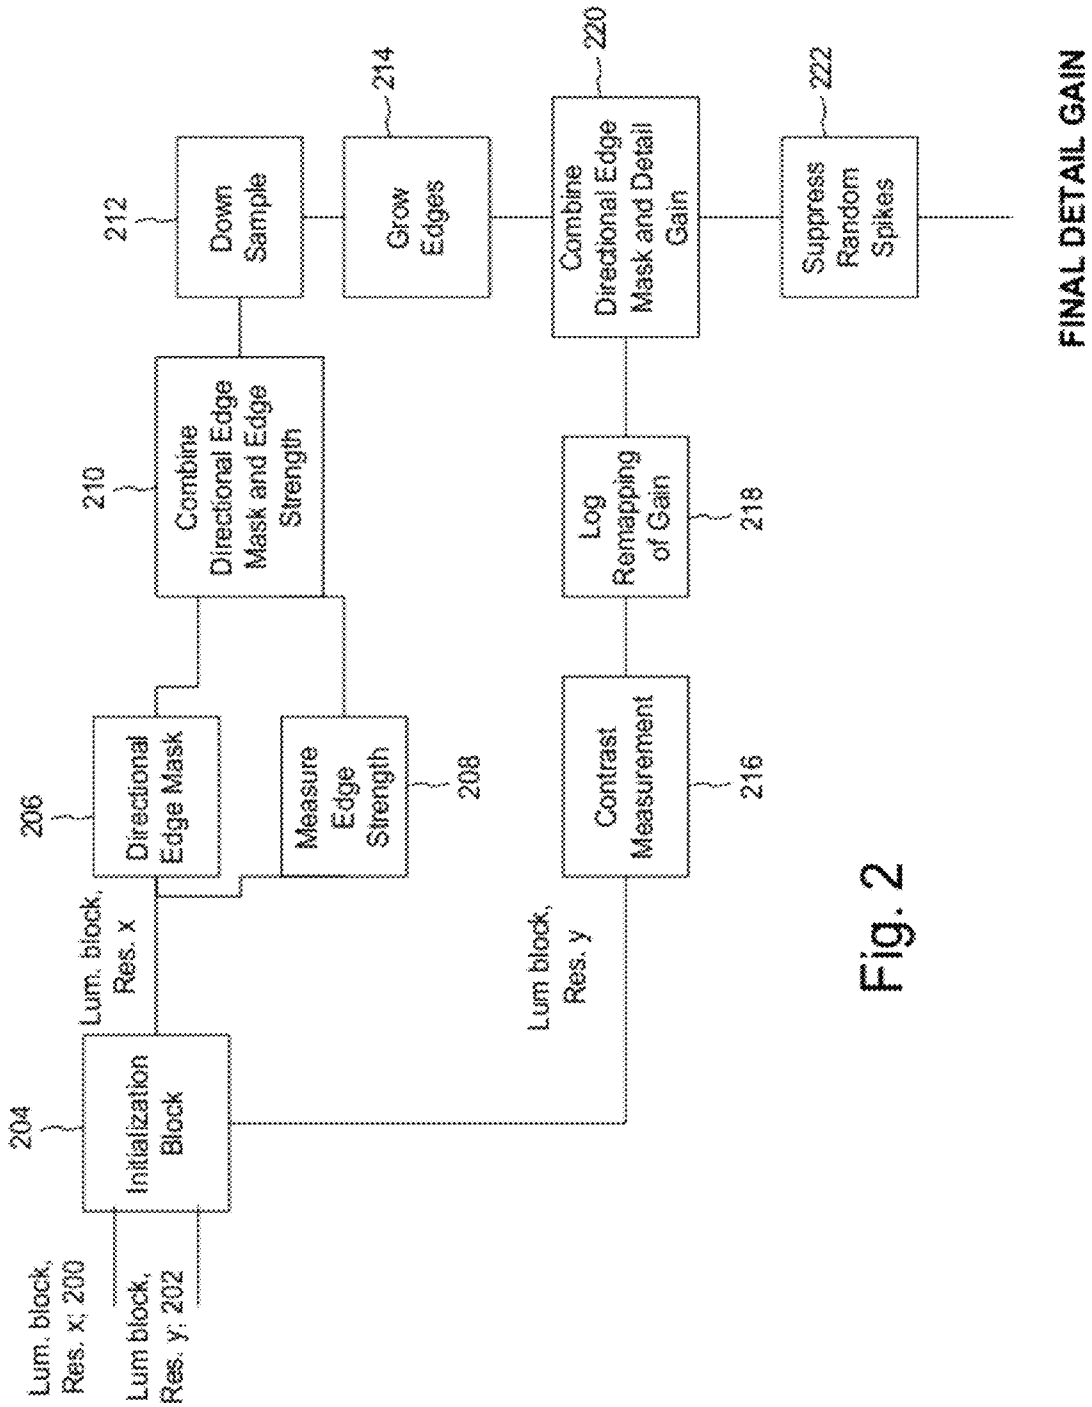 Lum. block,
Res. x; 200
Lum block,
Res. y; 202
204
Initialization
Block
Lum. block,
Res. x
206
Directional
Edge Mask
Measure
Edge
Strength
208
210
Combine
Directional Edge
Mask and Edge
Strength
212
Down
Sample
Grow
Edges
214
Lum block,
Res. y
Contrast
Measurement
216
Log
Remapping
of Gain
218
Combine
Directional Edge
Mask and Detail
Gain
220
Suppress
Random
Spikes
222
Fig. 2
FINAL DETAIL GAIN